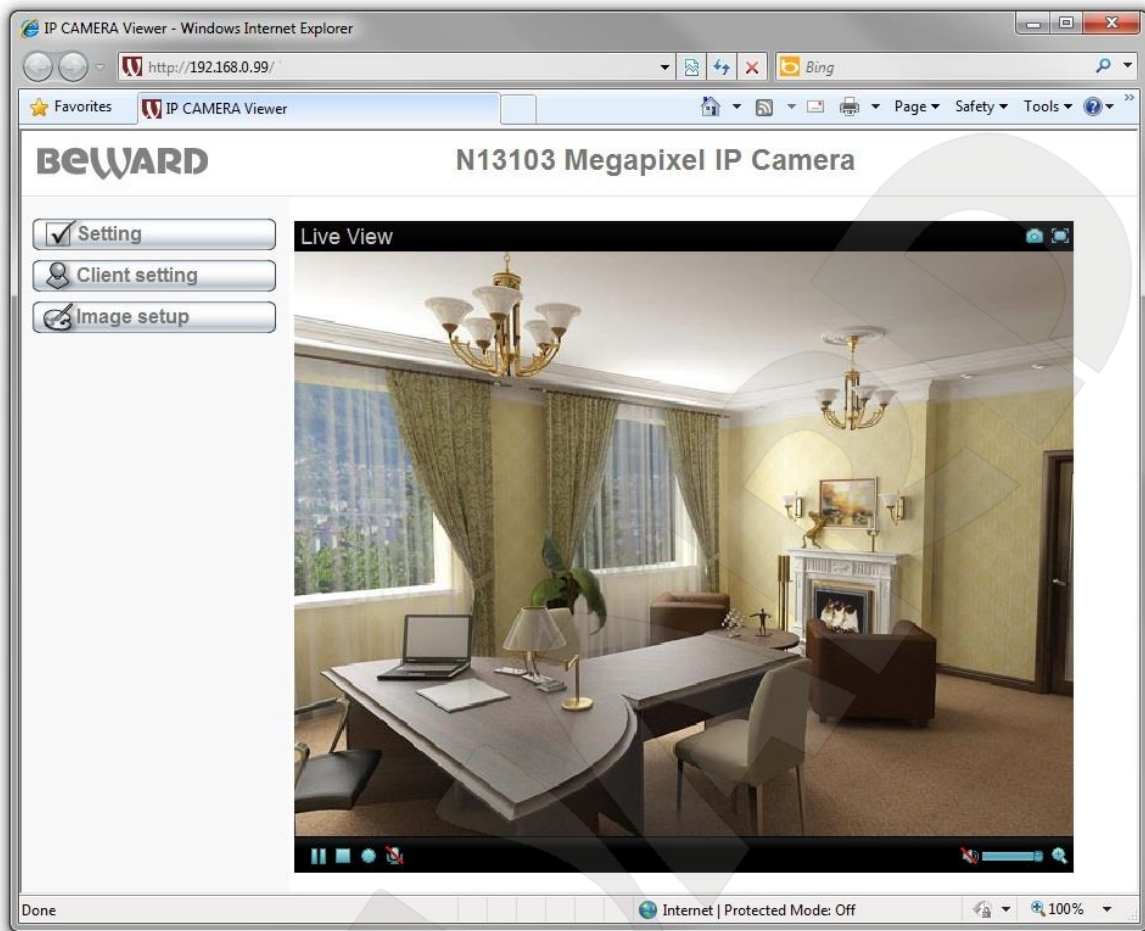 IP CAMERA Viewer - Windows Internet Explorer
http://192.168.0.99/
Bing
Favorites
IP CAMERA Viewer
Page
Safety
Tools
BEWARD
N13103 Megapixel IP Camera
Setting
Client setting
Image setup
Live View
Done
Internet | Protected Mode: Off
100%